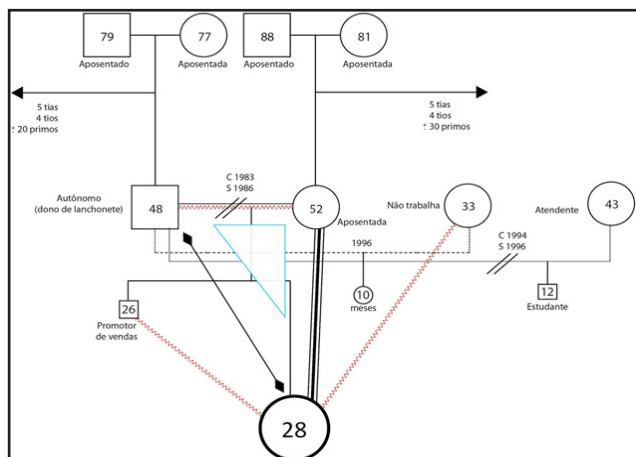 79
77
88
81
Aposentado
Aposentada
Aposentado
Aposentada
5 tias
4 tios
± 20 primos
5 tias
4 tios
± 30 primos
C 1983
S 1986
Autônomo
(dono de lanchonete)
48
52
Aposentada
Não trabalha
33
Atendente
43
1996
C 1994
S 1996
10
meses
12
Estudante
26
Promotor
de vendas
28